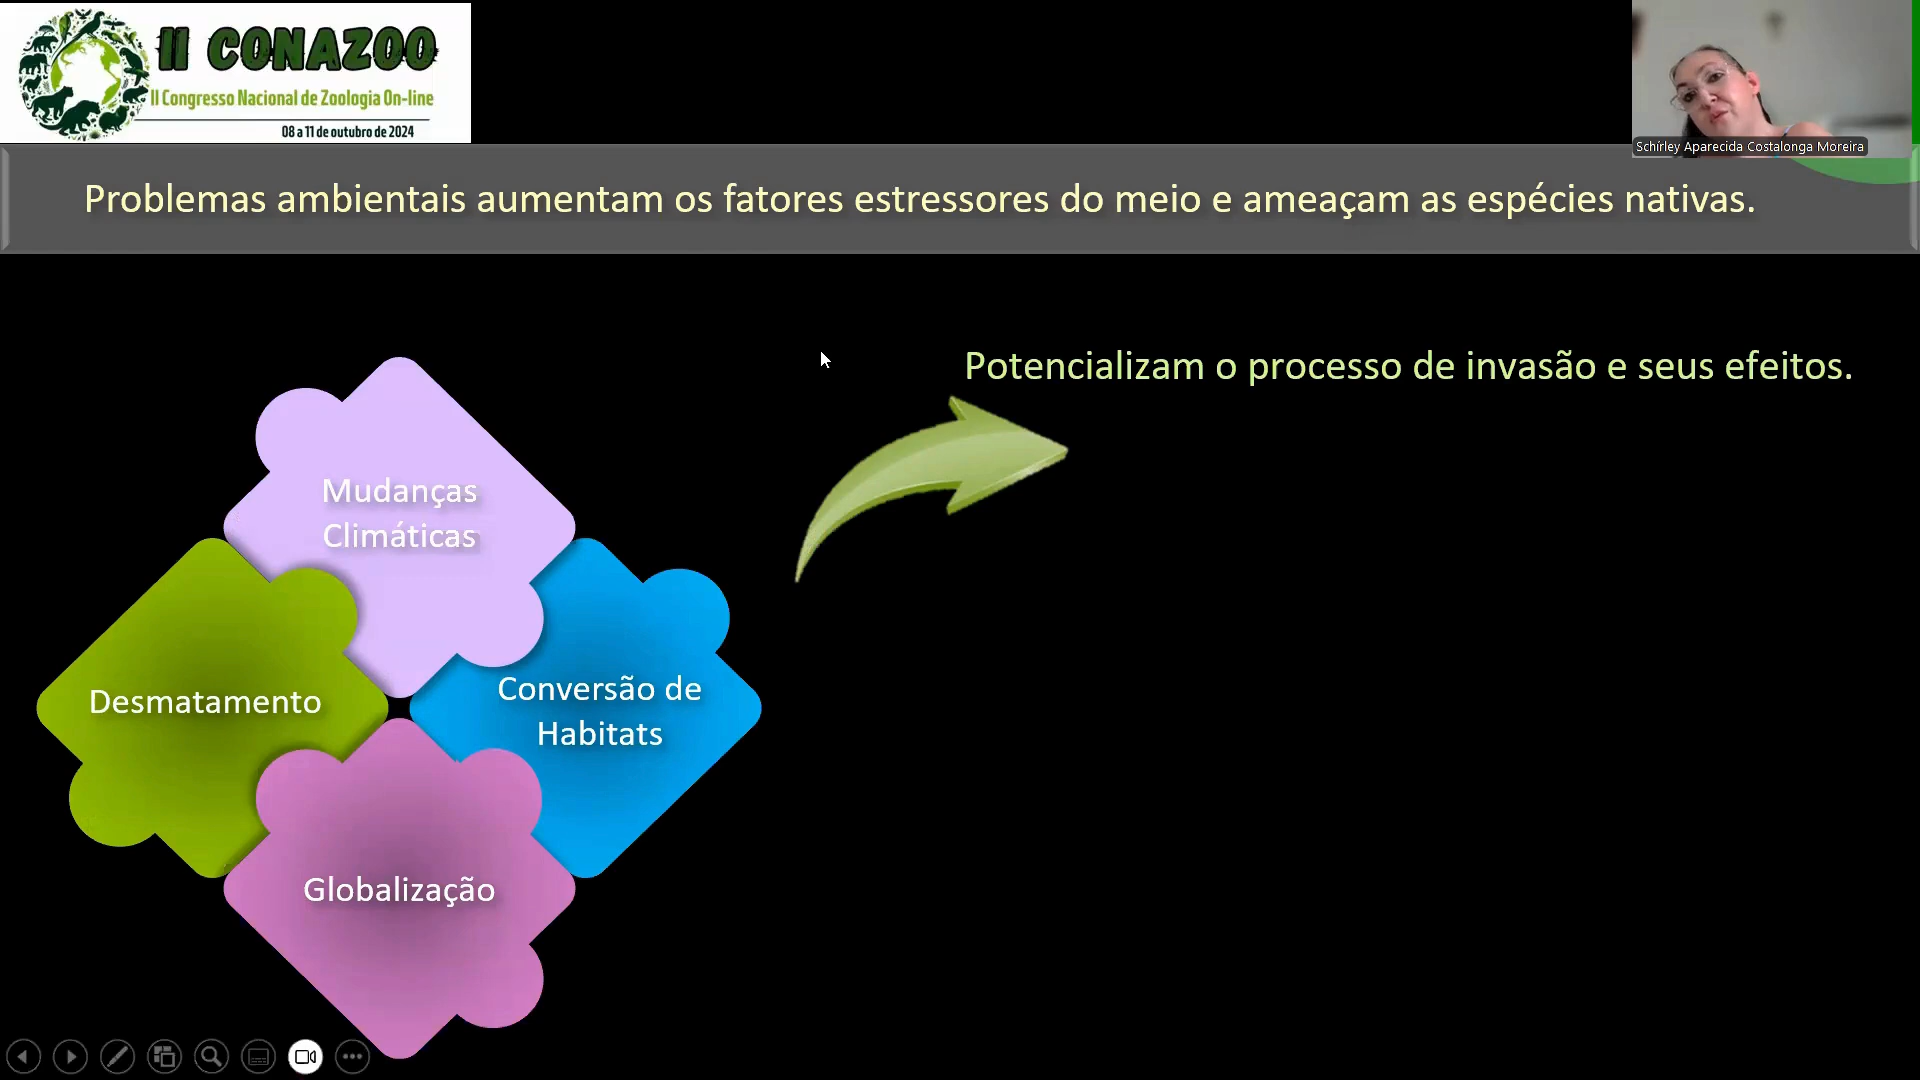 II CONAZOO
II Congresso Nacional de Zoologia On-line
08 a 11 de outubro de 2024
Schírley Aparecida Costalonga Moreira
Problemas ambientais aumentam os fatores estressores do meio e ameaçam as espécies nativas.
Potencializam o processo de invasão e seus efeitos.
Mudanças
Climáticas
Desmatamento
Conversão de
Habitats
Globalização